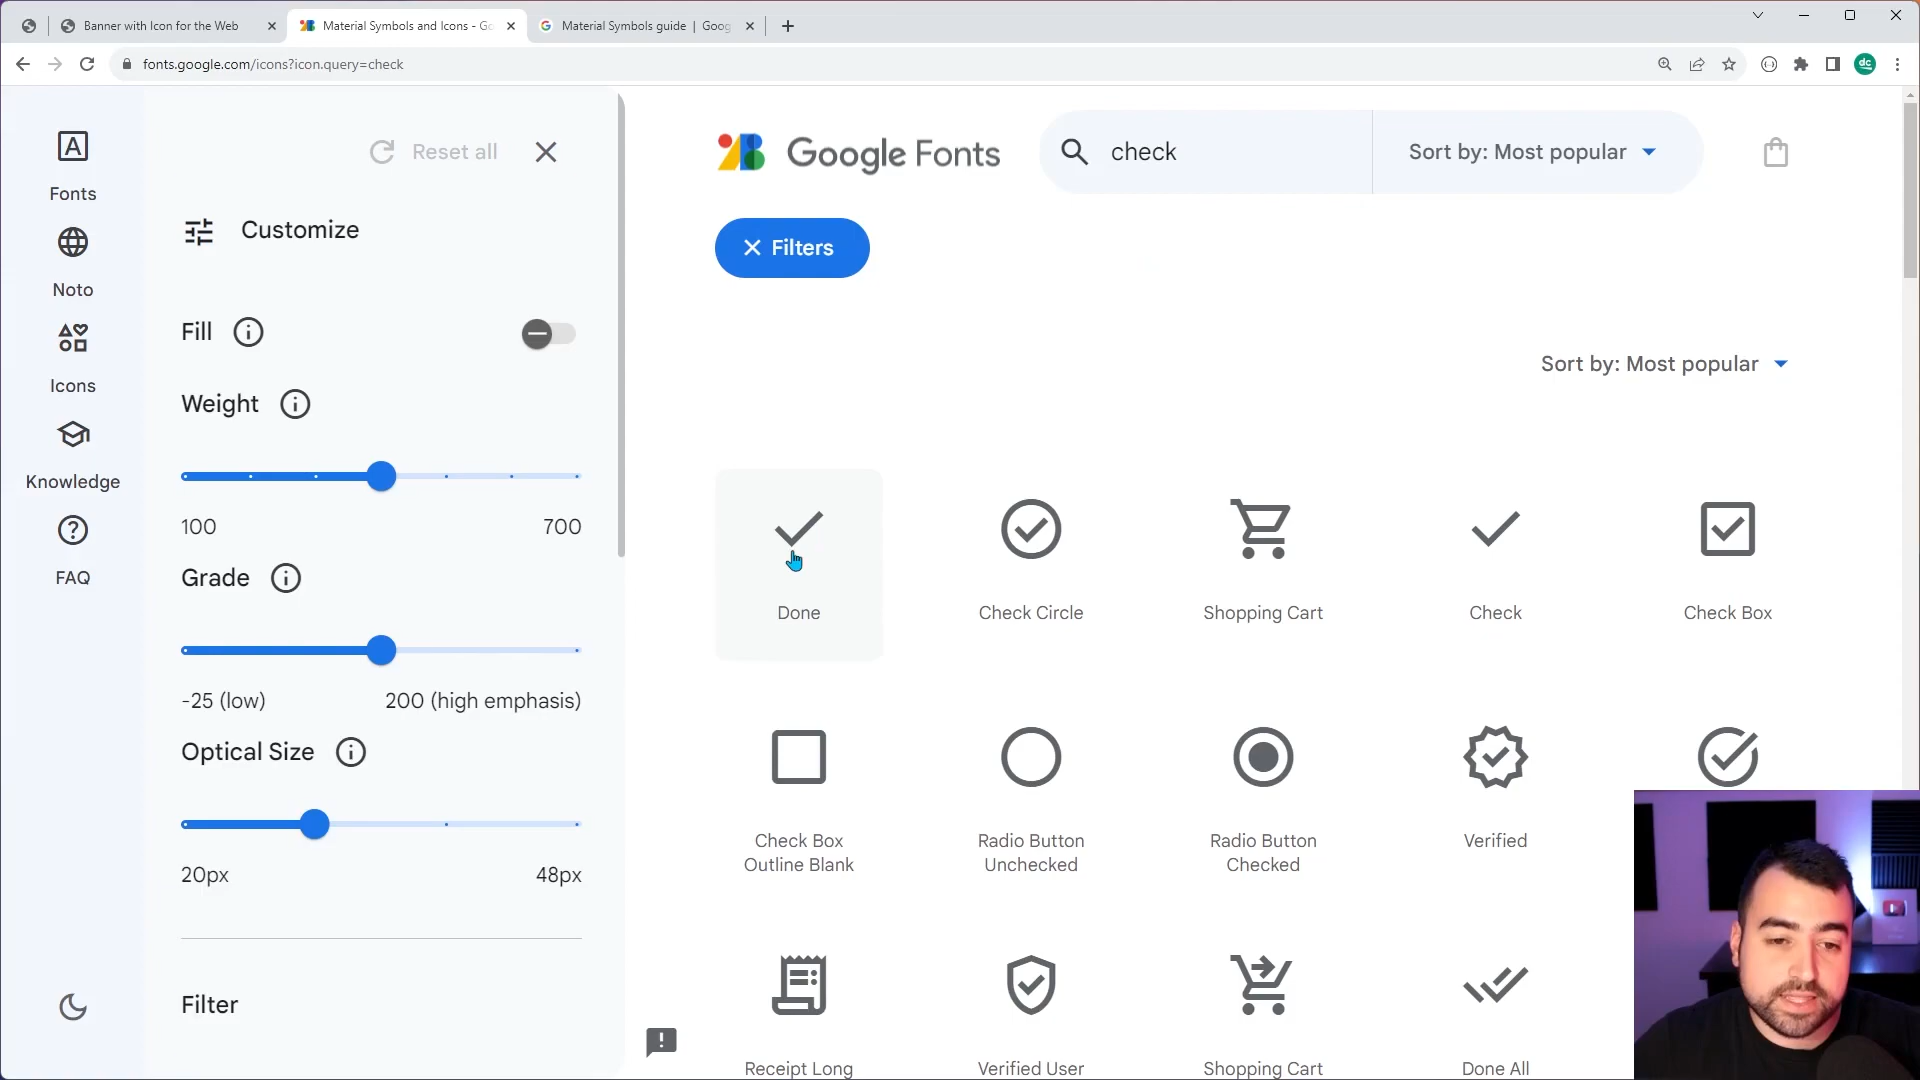 Banner with Icon for the Web
Material Symbols and Icons - Go
Material Symbols guide | Goog
fonts.google.com/icons?icon.query=check
dc
Fonts
Noto
Icons
Knowledge
FAQ
Reset all
Customize
Fill
Weight
100 700
Grade
-25 (low) 200 (high emphasis)
Optical Size
20px 48px
Filter
Google Fonts
check
Sort by: Most popular
Filters
Sort by: Most popular
Done
Check Circle
Shopping Cart
Check
Check Box
Check Box
Outline Blank
Radio Button
Unchecked
Radio Button
Checked
Verified
Receipt Long
Verified User
Shopping Cart
Done All